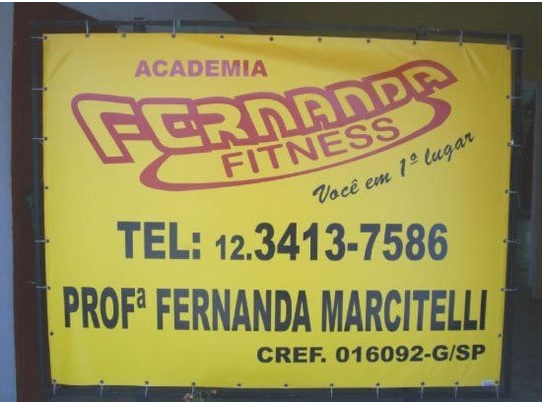 ACADEMIA
FERNANDA
FITNESS
Você em 1º lugar
TEL: 12.3413-7586
PROFª FERNANDA MARCITELLI
CREF. 016092-G/SP